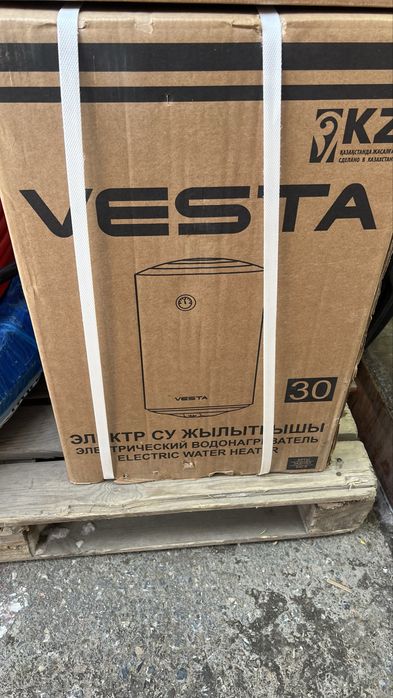 KZ
ҚАЗАҚСТАНДА ЖАСАЛҒАН
СДЕЛАНО В КАЗАХСТАНЕ
VESTA
VESTA
30
ЭЛЕКТР СУ ЖЫЛЫТҚЫШЫ
ЭЛЕКТРИЧЕСКИЙ ВОДОНАГРЕВАТЕЛЬ
ELECTRIC WATER HEATER